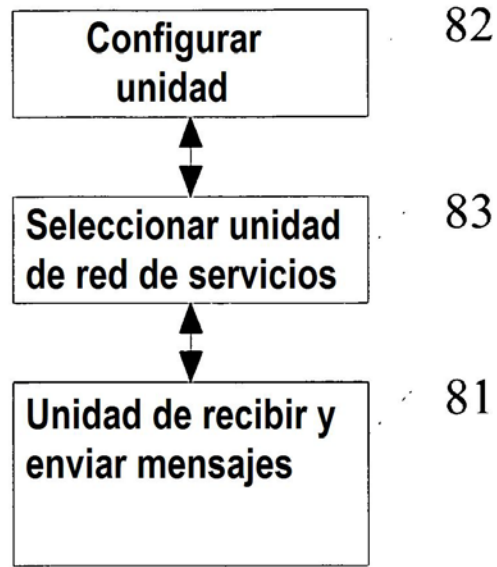 Configurar
unidad
82
Seleccionar unidad
de red de servicios
83
Unidad de recibir y
enviar mensajes
81